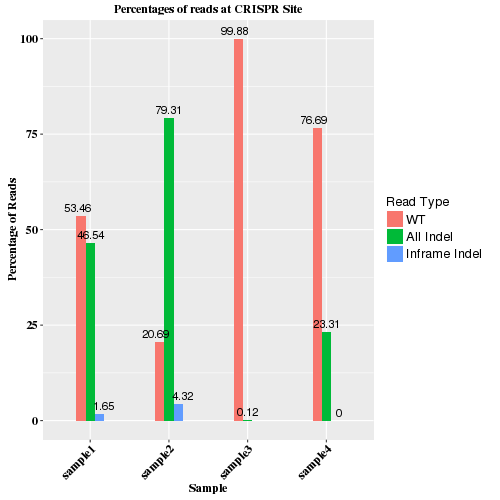 Percentages of reads at CRISPR Site
Percentage of Reads
100
75
50
25
0
53.46
46.54
1.65
20.69
79.31
4.32
99.88
0.12
76.69
23.31
0
sample1
sample2
sample3
sample4
Sample
Read Type
WT
All Indel
Inframe Indel